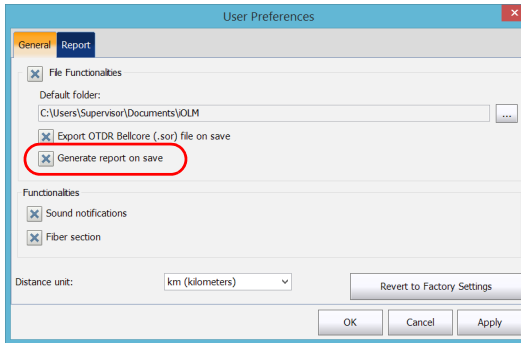 User Preferences
General Report
File Functionalities
Default folder:
C:\Users\Supervisor\Documents\iOLM ...
Export OTDR Bellcore (.sor) file on save
Generate report on save
Functionalities
Sound notifications
Fiber section
Distance unit: km (kilometers) Revert to Factory Settings
OK Cancel Apply